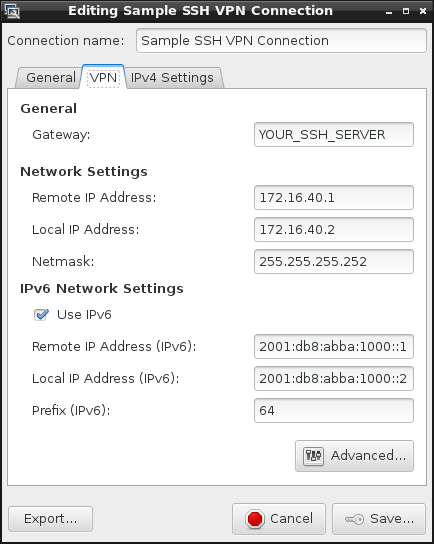 Editing Sample SSH VPN Connection
Connection name: Sample SSH VPN Connection
General VPN IPv4 Settings
General
Gateway: YOUR_SSH_SERVER
Network Settings
Remote IP Address: 172.16.40.1
Local IP Address: 172.16.40.2
Netmask: 255.255.255.252
IPv6 Network Settings
Use IPv6
Remote IP Address (IPv6): 2001:db8:abba:1000::1
Local IP Address (IPv6): 2001:db8:abba:1000::2
Prefix (IPv6): 64
Advanced...
Export... Cancel Save...